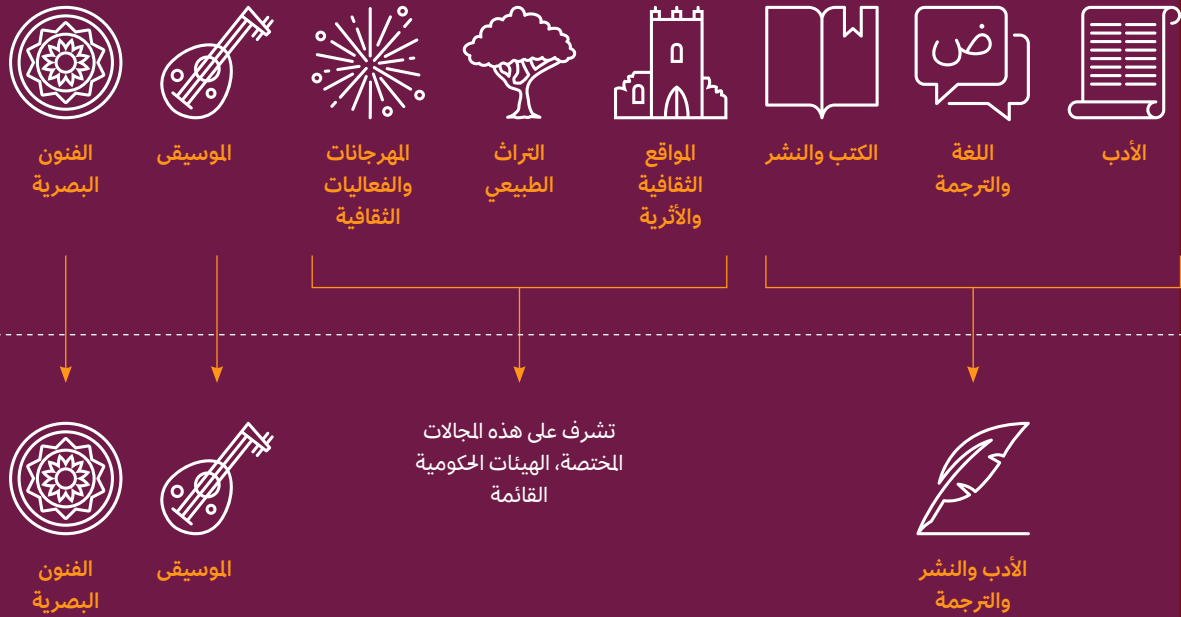 الأدب
اللغة
والترجمة
الكتب والنشر
المواقع
الثقافية
والأثرية
التراث
الطبيعي
المهرجانات
والفعاليات
الثقافية
الموسيقى
الفنون
البصرية
ض
الأدب والنشر
والترجمة
تشرف على هذه المجالات
المختصة، الهيئات الحكومية
القائمة
الموسيقى
الفنون
البصرية